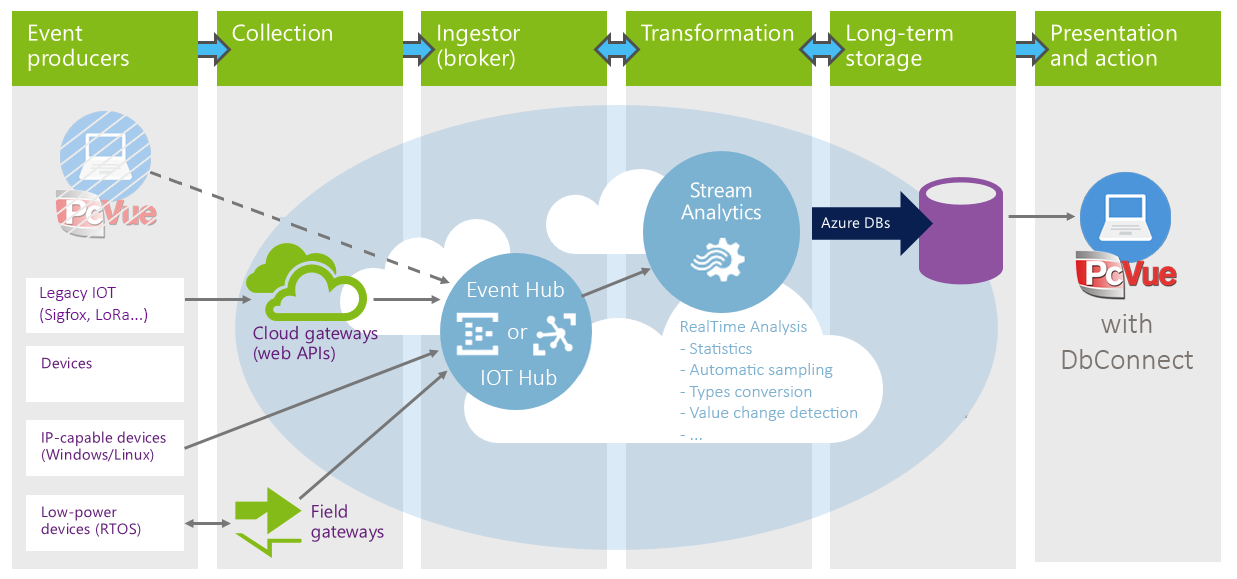 Event
producers
Collection
Ingestor
(broker)
Transformation
Long-term
storage
Presentation
and action
PcVue
Legacy IOT
(Sigfox, LoRa...)
Devices
IP-capable devices
(Windows/Linux)
Low-power
devices (RTOS)
Cloud gateways
(web APIs)
Field
gateways
Event Hub
or
IOT Hub
Stream
Analytics
RealTime Analysis
- Statistics
- Automatic sampling
- Types conversion
- Value change detection
- ...
Azure DBs
PcVue
with
DbConnect